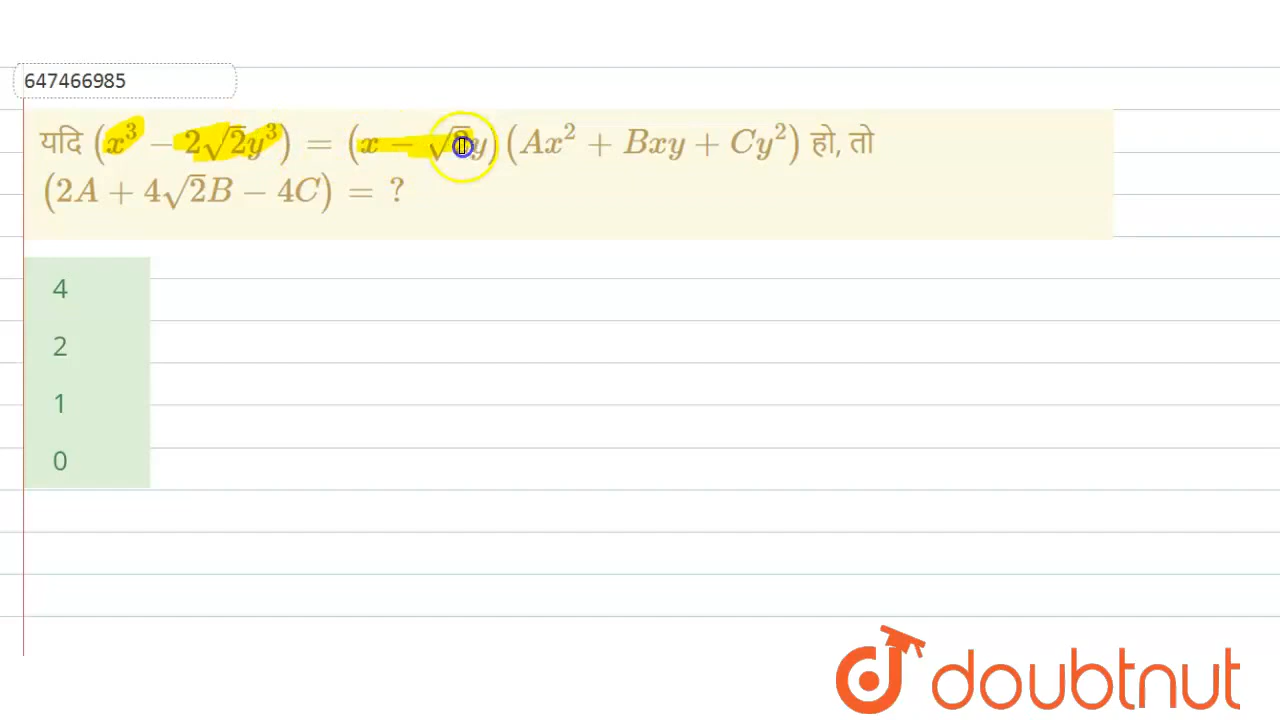 647466985
यदि (x³ − 2√2y³) = (x − √2y)(Ax² + Bxy + Cy²) हो, तो
(2A + 4√2B − 4C) = ?
4
2
1
0
doubtnut